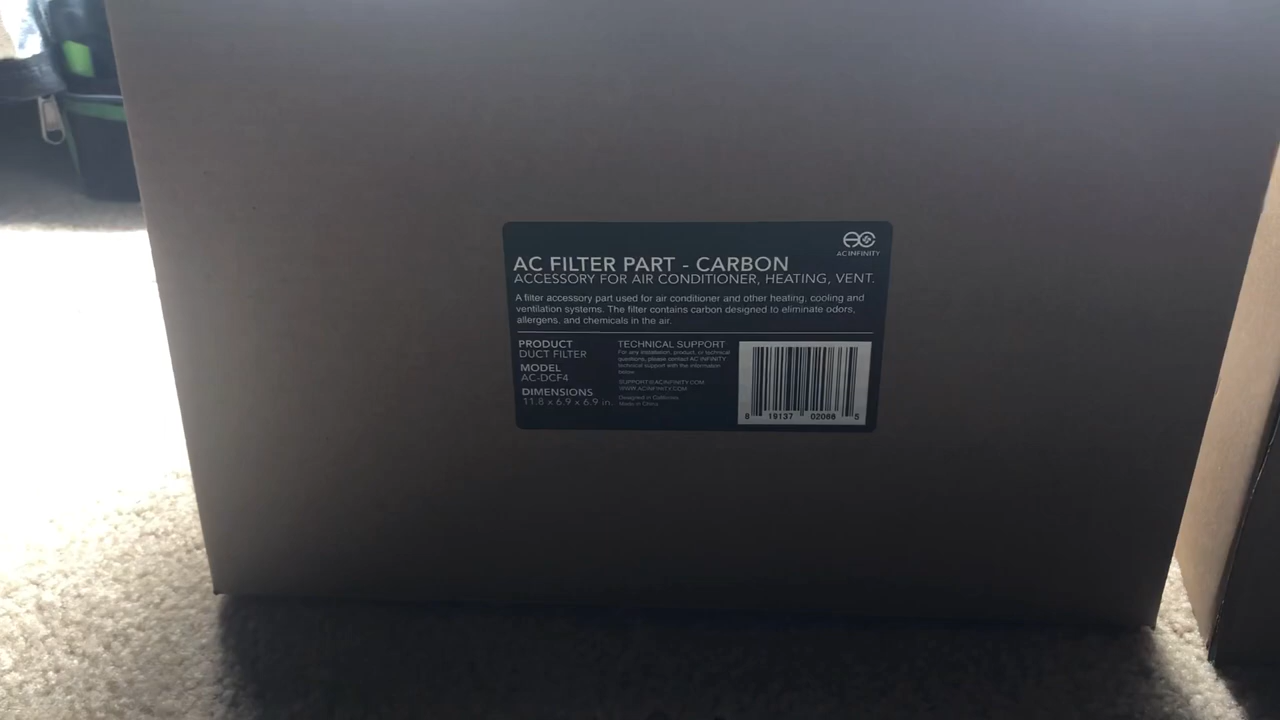 AC INFINITY
AC FILTER PART - CARBON
ACCESSORY FOR AIR CONDITIONER, HEATING, VENT.
A filter accessory part used for air conditioner and other heating, cooling and
ventilation systems. The filter contains carbon designed to eliminate odors,
allergens, and chemicals in the air.
PRODUCT
DUCT FILTER
MODEL
AC-DCF4
DIMENSIONS
11.8 x 6.9 x 6.9 in.
TECHNICAL SUPPORT
For any installation, product, or technical
questions, please contact AC INFINITY
technical support with the information
below.
SUPPORT@ACINFINITY.COM
WWW.ACINFINITY.COM
Designed in California
Made in China
8 19137 02066 5